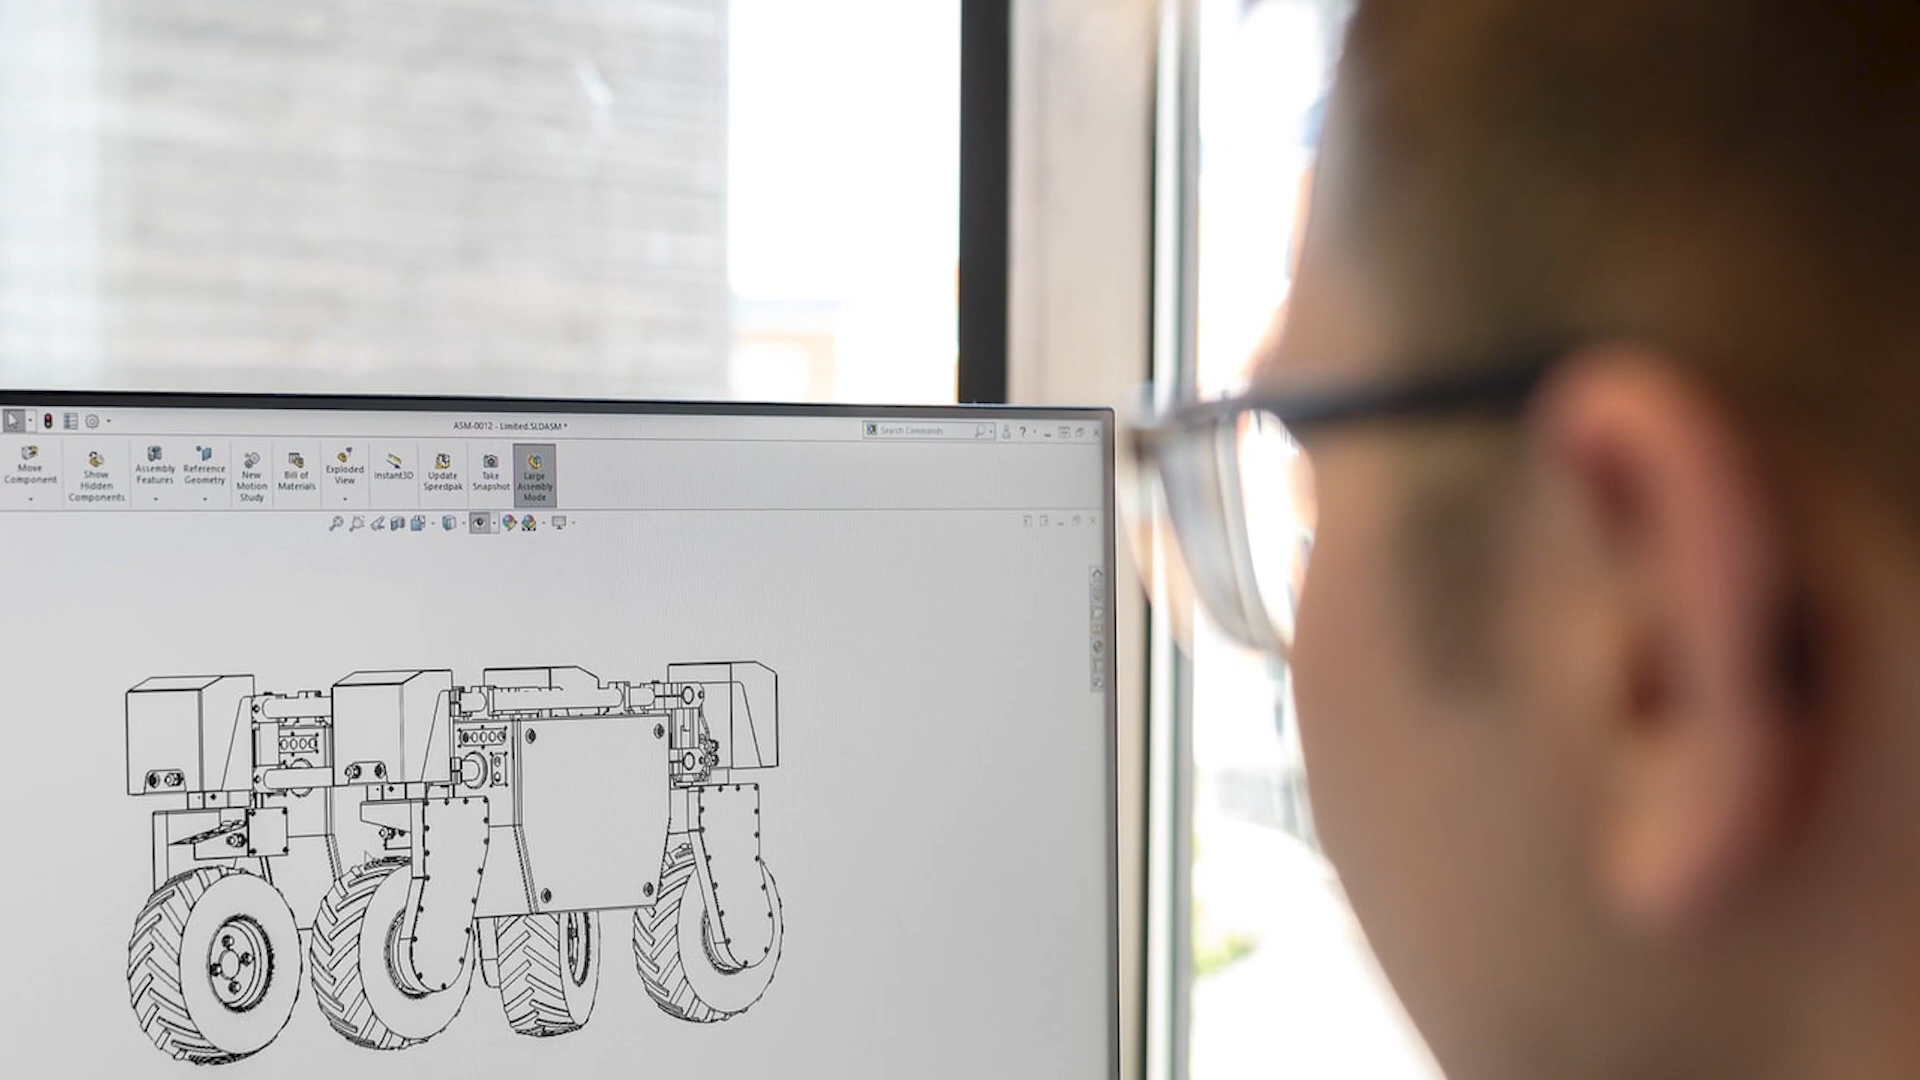 ASM-0012 - Limited.SLDASM *
Search Commands
?
Move
Component
Show
Hidden
Components
Assembly
Features
Reference
Geometry
New
Motion
Study
Bill of
Materials
Exploded
View
Instant3D
Update
Speedpak
Take
Snapshot
Large
Assembly
Mode